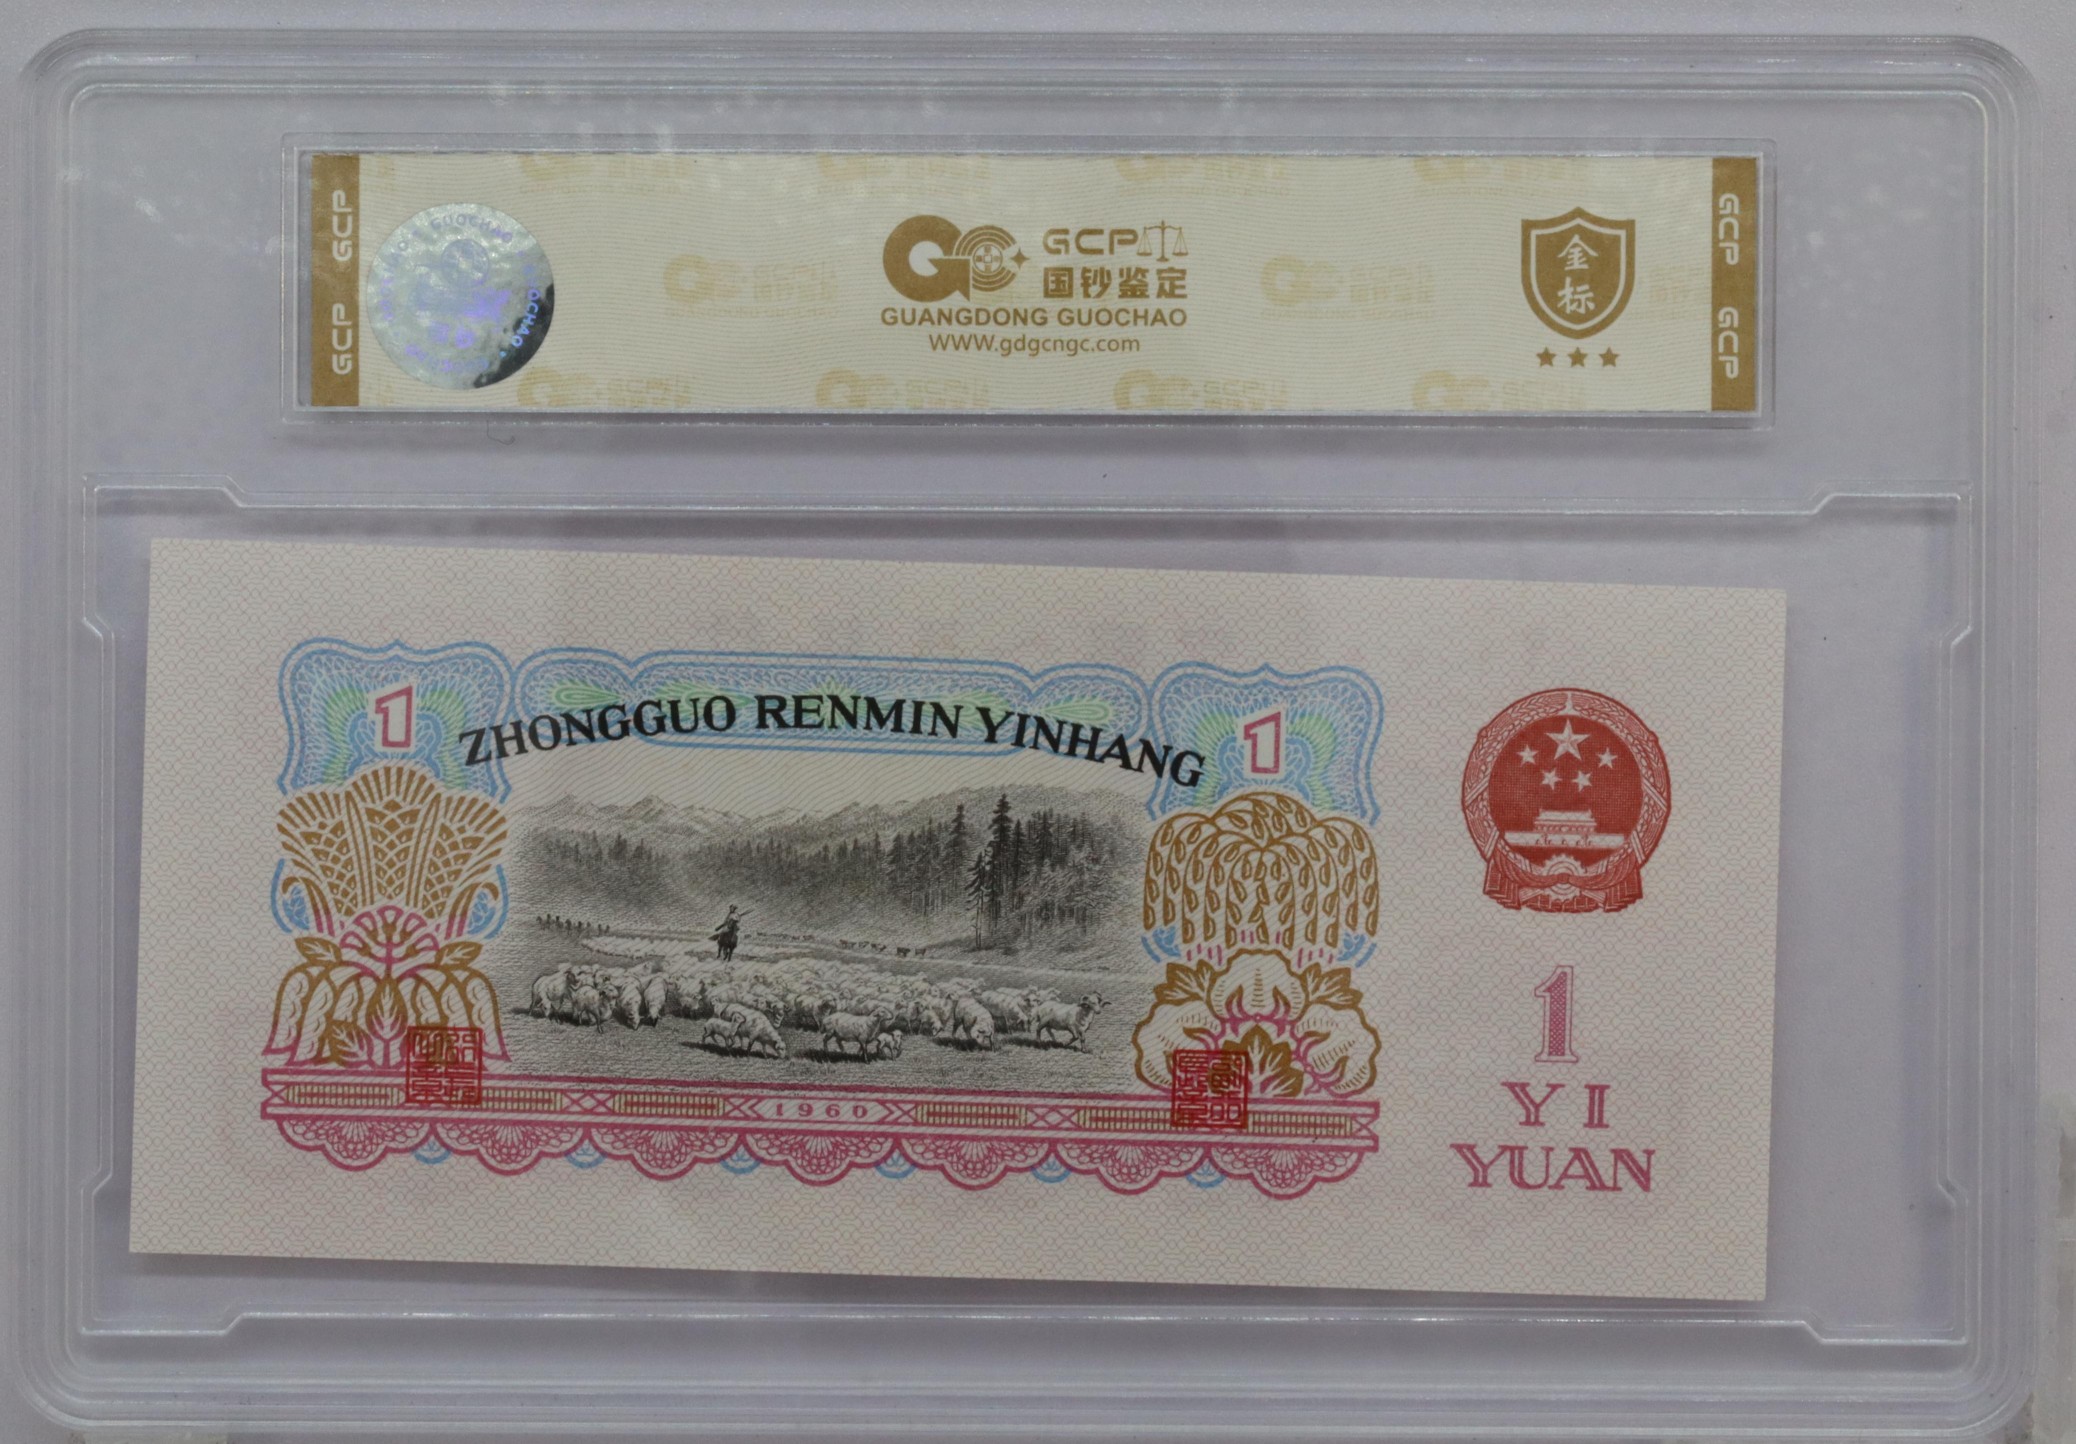 GCP GCP
GCP
国钞鉴定
GUANGDONG GUOCHAO
www.gdgcngc.com
金标
GCP GCP
1
ZHONGGUO RENMIN YINHANG
1
1960
1
YI
YUAN